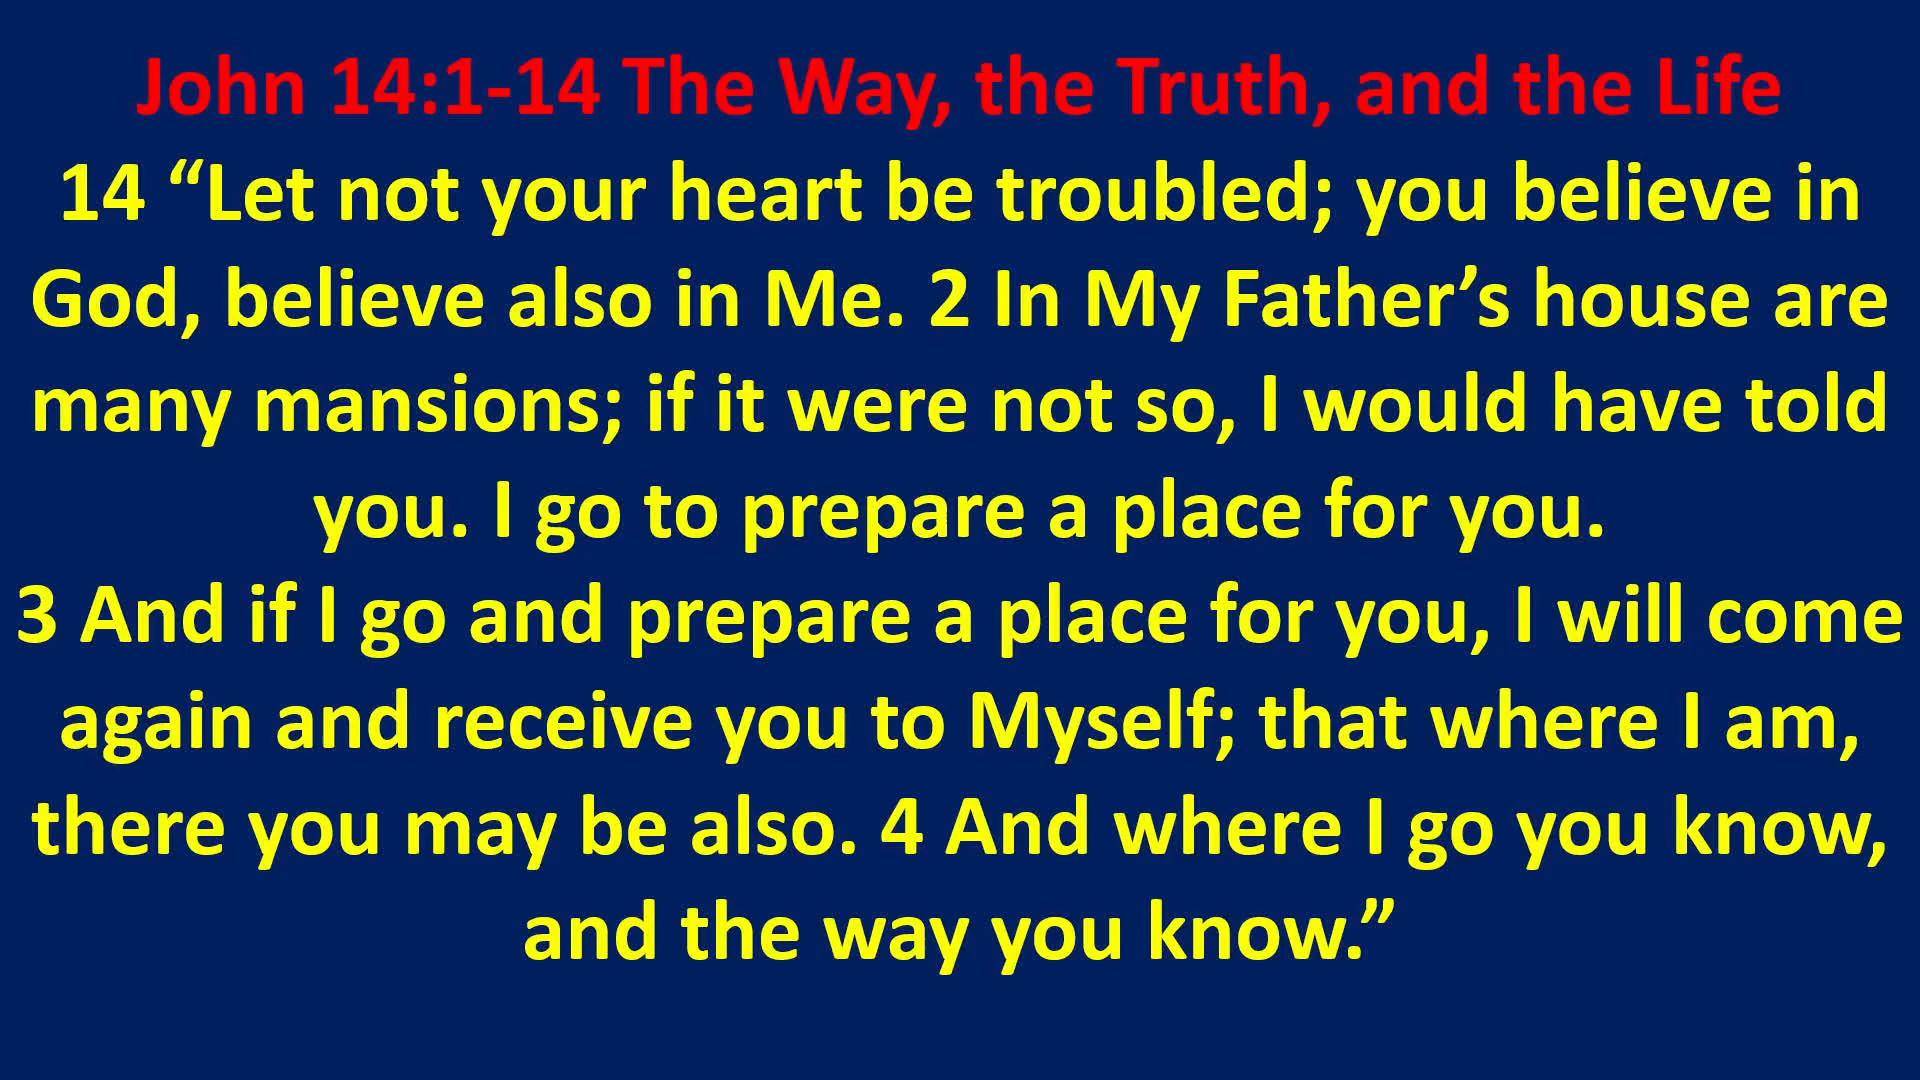 John 14:1-14 The Way, the Truth, and the Life
14 “Let not your heart be troubled; you believe in
God, believe also in Me. 2 In My Father’s house are
many mansions; if it were not so, I would have told
you. I go to prepare a place for you.
3 And if I go and prepare a place for you, I will come
again and receive you to Myself; that where I am,
there you may be also. 4 And where I go you know,
and the way you know.”